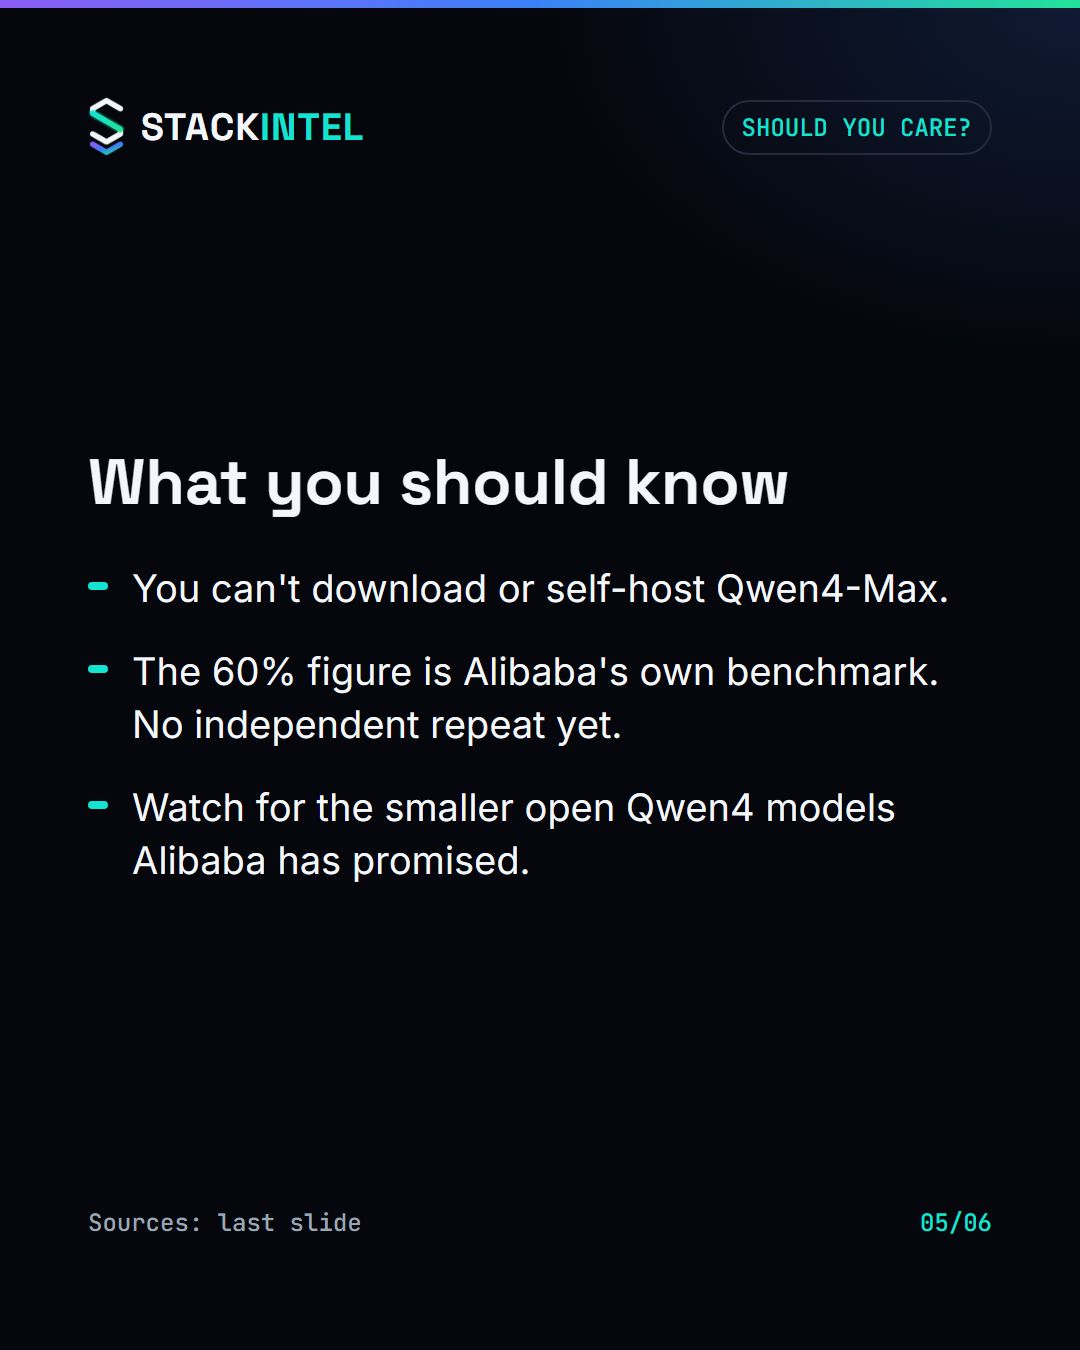 STACKINTEL
SHOULD YOU CARE?
What you should know
You can't download or self-host Qwen4-Max.
The 60% figure is Alibaba's own benchmark.
No independent repeat yet.
Watch for the smaller open Qwen4 models
Alibaba has promised.
Sources: last slide
05/06